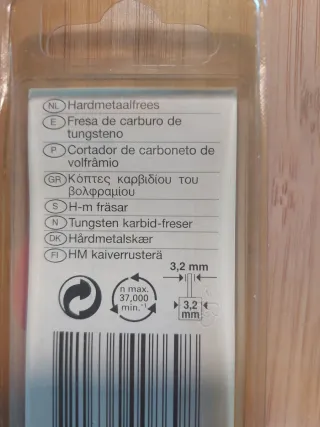 NL Hardmetaalfrees
E Fresa de carburo de
tungsteno
P Cortador de carboneto de
volfrâmio
GR Κόπτες καρβιδίου του
βολφραμίου
S H-m fräsar
N Tungsten karbid-freser
DK Hårdmetalskær
FI HM kaiverrusterä
3,2 mm
n max.
37,000
min.⁻¹
3,2
mm